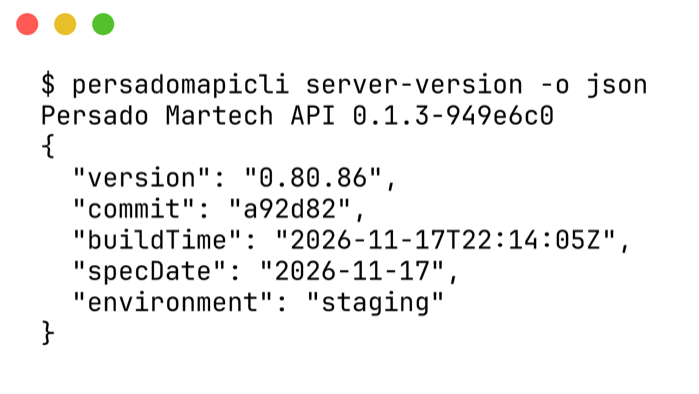 $ persadomapicli server-version -o json
Persado Martech API 0.1.3-949e6c0
{
  "version": "0.80.86",
  "commit": "a92d82",
  "buildTime": "2026-11-17T22:14:05Z",
  "specDate": "2026-11-17",
  "environment": "staging"
}